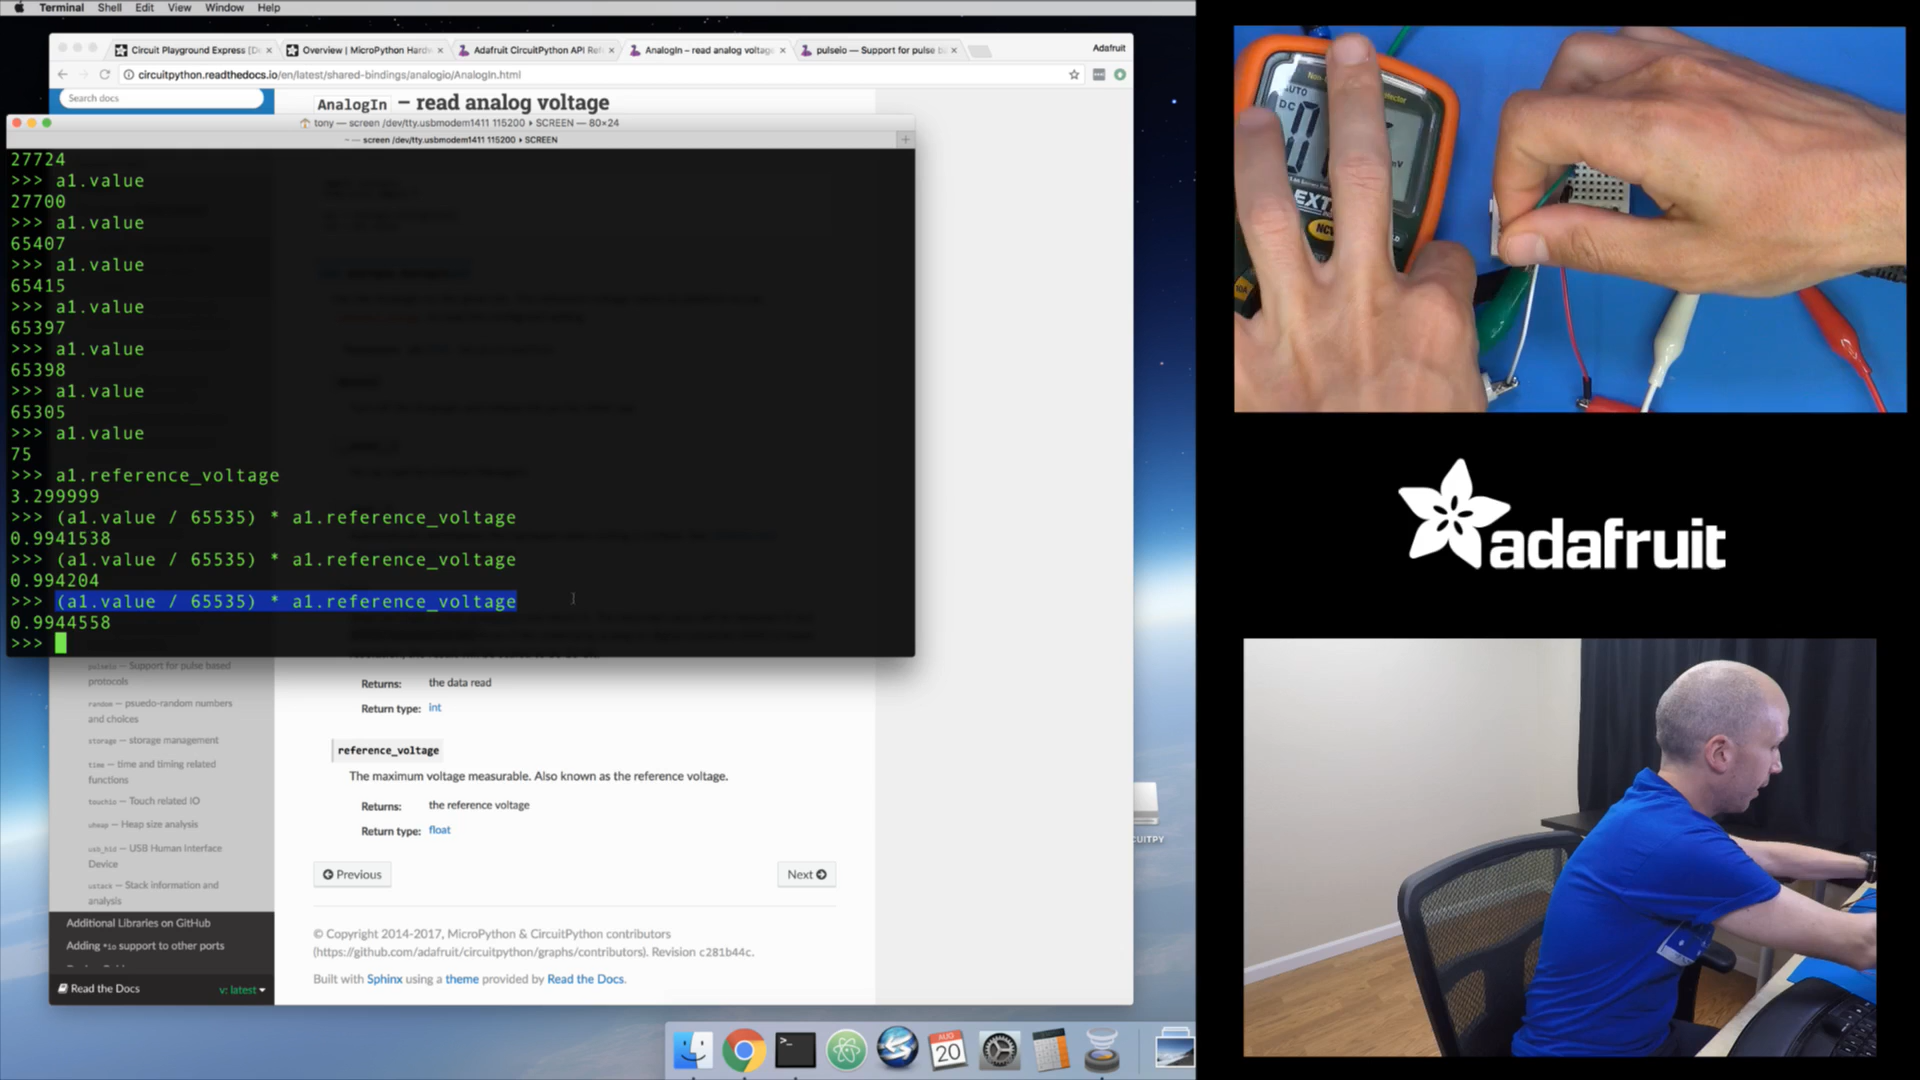 Terminal Shell Edit View Window Help
Circuit Playground Express [D
Overview | MicroPython Hardw
Adafruit CircuitPython API Ref
AnalogIn – read analog voltage
pulseio — Support for pulse b
Adafruit
circuitpython.readthedocs.io/en/latest/shared-bindings/analogio/AnalogIn.html
Search docs
AnalogIn – read analog voltage
tony — screen /dev/tty.usbmodem1411 115200 ▸ SCREEN — 80×24
screen /dev/tty.usbmodem1411 115200 ▸ SCREEN
27724
>>> a1.value
27700
>>> a1.value
65407
>>> a1.value
65415
>>> a1.value
65397
>>> a1.value
65398
>>> a1.value
65305
>>> a1.value
75
>>> a1.reference_voltage
3.299999
>>> (a1.value / 65535) * a1.reference_voltage
0.9941538
>>> (a1.value / 65535) * a1.reference_voltage
0.994204
>>> (a1.value / 65535) * a1.reference_voltage
0.9944558
>>>
pulseio — Support for pulse based
protocols
random — psuedo-random numbers
and choices
storage — storage management
time — time and timing related
functions
touchio — Touch related IO
uheap — Heap size analysis
usb_hid — USB Human Interface
Device
ustack — Stack information and
analysis
Additional Libraries on GitHub
Adding *io support to other ports
Read the Docs
v: latest
Returns: the data read
Return type: int
reference_voltage
The maximum voltage measurable. Also known as the reference voltage.
Returns: the reference voltage
Return type: float
Previous
Next
© Copyright 2014-2017, MicroPython & CircuitPython contributors
(https://github.com/adafruit/circuitpython/graphs/contributors). Revision c281b44c.
Built with Sphinx using a theme provided by Read the Docs.
CUITPY
AUG
20
AUTO
DC
EXT
NCV
10A
adafruit